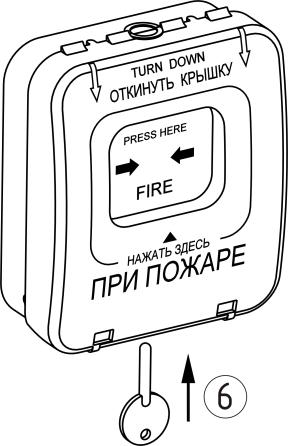 TURN DOWN
ОТКИНУТЬ КРЫШКУ
PRESS HERE
FIRE
НАЖАТЬ ЗДЕСЬ
ПРИ ПОЖАРЕ
6